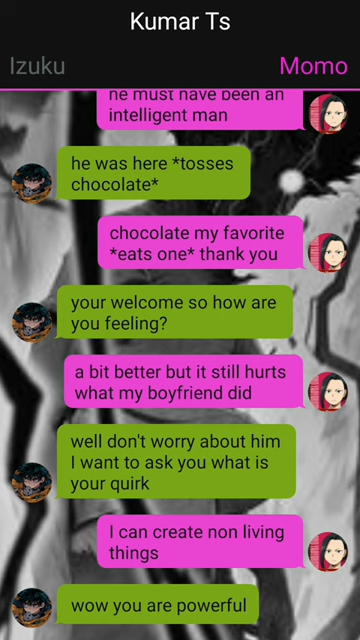 Kumar Ts
Izuku
Momo
he must have been an
intelligent man
he was here *tosses
chocolate*
chocolate my favorite
*eats one* thank you
your welcome so how are
you feeling?
a bit better but it still hurts
what my boyfriend did
well don't worry about him
I want to ask you what is
your quirk
I can create non living
things
wow you are powerful